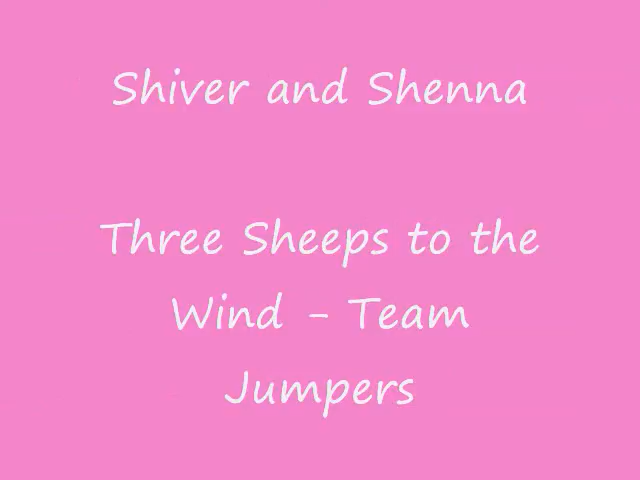 Shiver and Shenna
Three Sheeps to the
Wind - Team
Jumpers